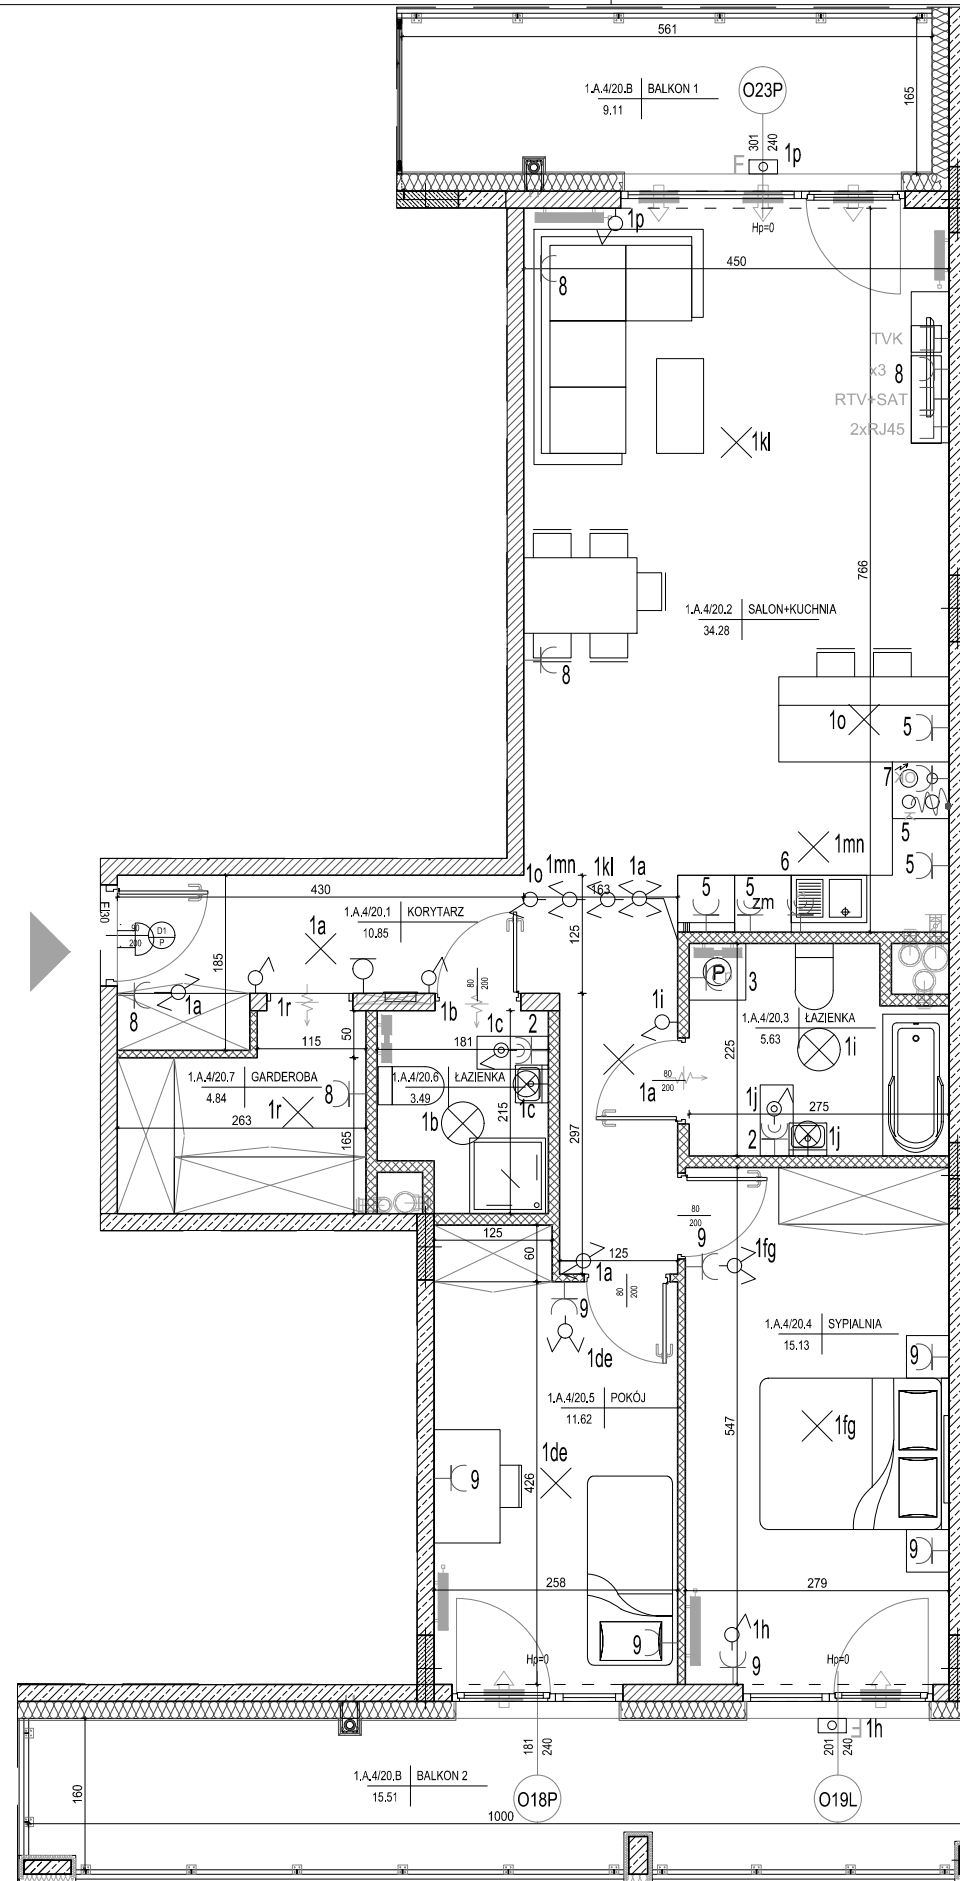 561
1.A.4/20.B BALKON 1
9.11
O23P
165
301
240
F
1p
1p
Hp=0
450
8
TVK
x3 8
RTV+SAT
2xRJ45
1kl
766
1.A.4/20.2 SALON+KUCHNIA
34.28
8
1o
5
7
5
5
1mn
6
5
5
zm
1o
1mn
1kl
1a
163
430
EI30
1.A.4/20.1 KORYTARZ
10.85
1a
D1
P
90
200
185
125
80
200
8
1a
1r
1b
50
115
181
1c
2
1i
P
3
1.A.4/20.3 ŁAZIENKA
5.63
1i
225
1.A.4/20.7 GARDEROBA
4.84
8
1r
263
165
1.A.4/20.6 ŁAZIENKA
3.49
1b
1c
215
297
1a
80
200
1j
2
1j
275
125
60
125
1a
80
200
80
200
9
1fg
9
1de
1.A.4/20.4 SYPIALNIA
15.13
9
1.A.4/20.5 POKÓJ
11.62
547
1fg
1de
9
426
9
258
279
9
1h
9
Hp=0
Hp=0
181
240
201
240
F
1h
160
1.A.4/20.B BALKON 2
15.51
O18P
O19L
1000